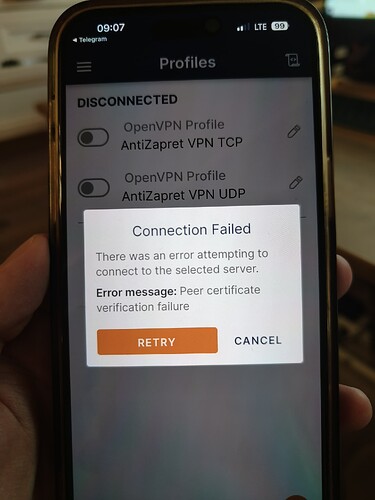 09:07
LTE 99
◂ Telegram
Profiles
DISCONNECTED
OpenVPN Profile
AntiZapret VPN TCP
OpenVPN Profile
AntiZapret VPN UDP
Connection Failed
There was an error attempting to
connect to the selected server.
Error message: Peer certificate
verification failure
RETRY
CANCEL